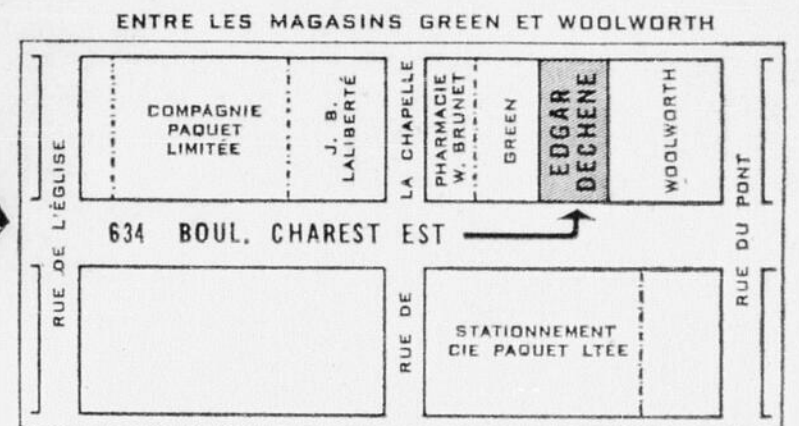 ENTRE LES MAGASINS GREEN ET WOOLWORTH
RUE DE L'ÉGLISE
COMPAGNIE
PAQUET
LIMITÉE
J. B.
LALIBERTÉ
RUE DE LA CHAPELLE
PHARMACIE
W. BRUNET
GREEN
EDGAR
DECHENE
WOOLWORTH
RUE DU PONT
634 BOUL. CHAREST EST
STATIONNEMENT
CIE PAQUET LTÉE